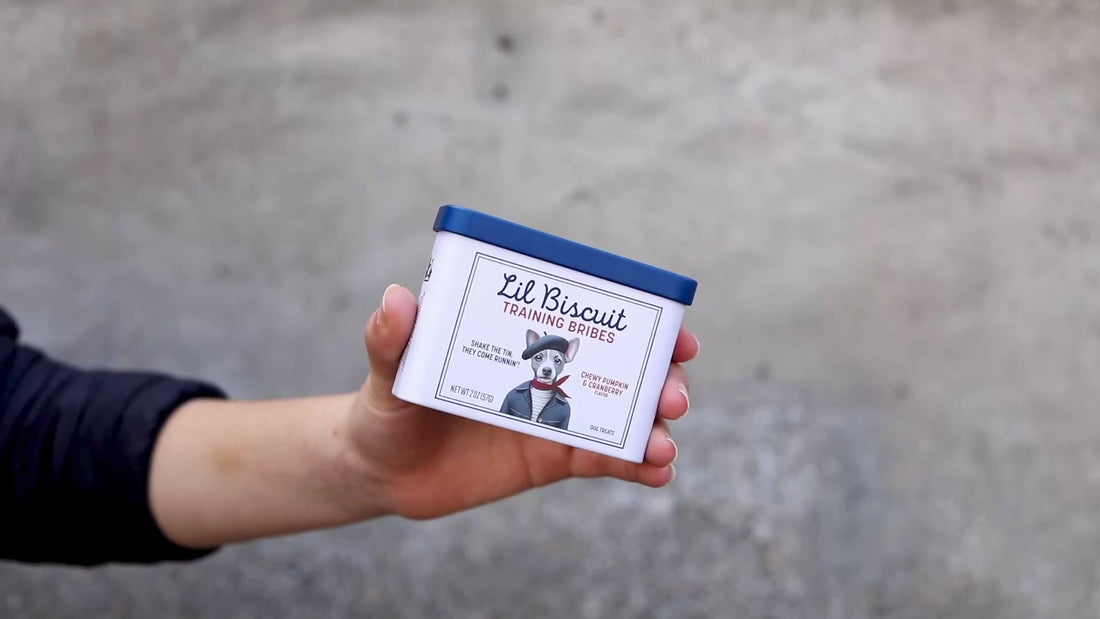 Lil Biscuit
TRAINING BRIBES
SHAKE THE TIN,
THEY COME RUNNIN'!
CHEWY PUMPKIN
& CRANBERRY
FLAVOR
NET WT 2 OZ (57G)
DOG TREATS